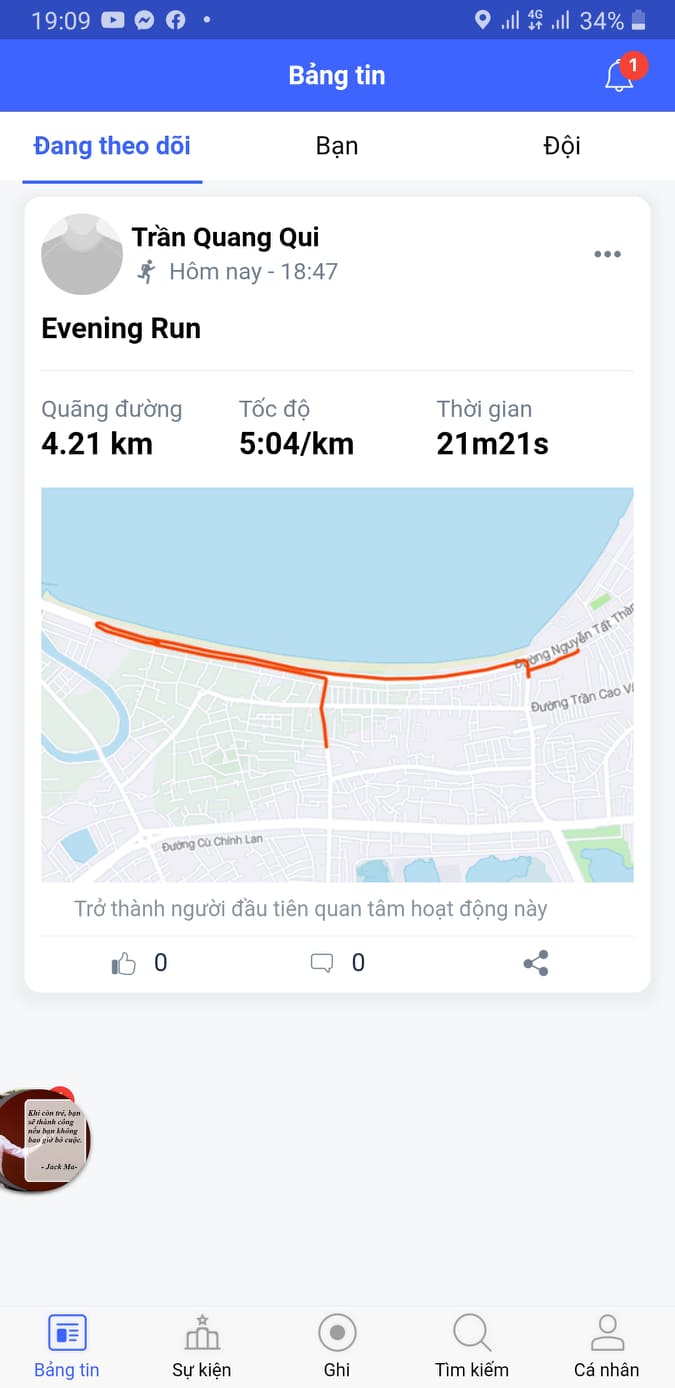 19:09
4G
34%
Bảng tin
1
Đang theo dõi
Bạn
Đội
Trần Quang Qui
Hôm nay - 18:47
Evening Run
Quãng đường
Tốc độ
Thời gian
4.21 km
5:04/km
21m21s
Đường Nguyễn Tất Thàn
Đường Trần Cao V
Đường Cù Chính Lan
Trở thành người đầu tiên quan tâm hoạt động này
0
0
Khi còn trẻ, bạn
sẽ thành công
nếu bạn không
bao giờ bỏ cuộc.
- Jack Ma-
Bảng tin
Sự kiện
Ghi
Tìm kiếm
Cá nhân